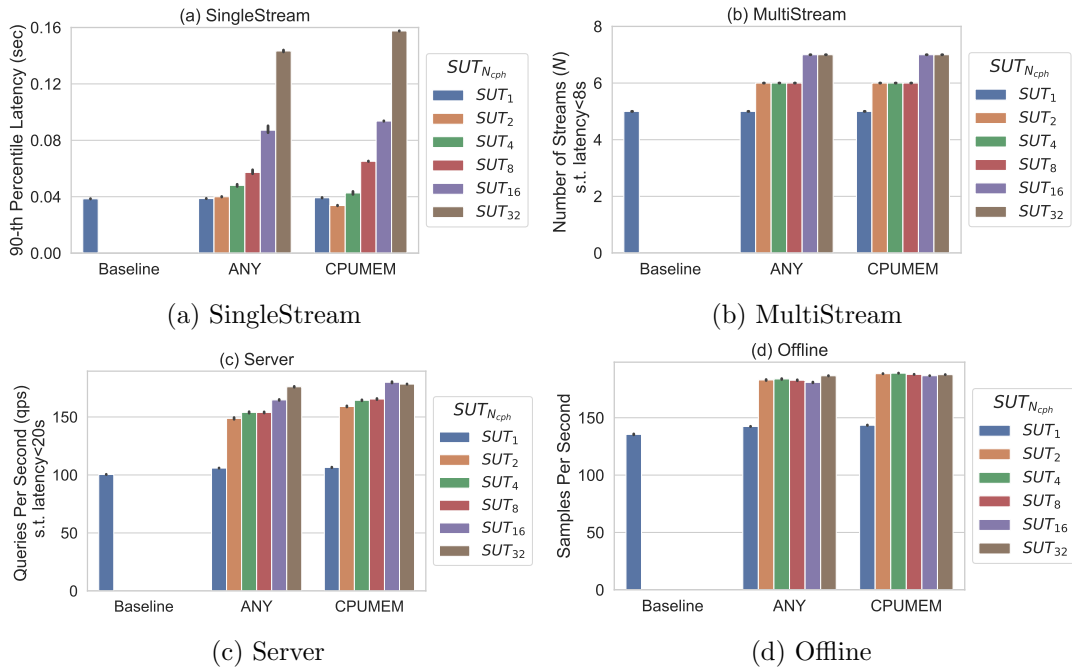 (a) SingleStream
90-th Percentile Latency (sec)
0.16
0.12
0.08
0.04
0.00
Baseline
ANY
CPUMEM
SUT_{N_{cph}}
SUT_1
SUT_2
SUT_4
SUT_8
SUT_16
SUT_32
(a) SingleStream
(b) MultiStream
Number of Streams (N)
s.t. latency<8s
8
6
4
2
0
Baseline
ANY
CPUMEM
SUT_{N_{cph}}
SUT_1
SUT_2
SUT_4
SUT_8
SUT_16
SUT_32
(b) MultiStream
(c) Server
Queries Per Second (qps)
s.t. latency<20s
150
100
50
0
Baseline
ANY
CPUMEM
SUT_{N_{cph}}
SUT_1
SUT_2
SUT_4
SUT_8
SUT_16
SUT_32
(c) Server
(d) Offline
Samples Per Second
150
100
50
0
Baseline
ANY
CPUMEM
SUT_{N_{cph}}
SUT_1
SUT_2
SUT_4
SUT_8
SUT_16
SUT_32
(d) Offline